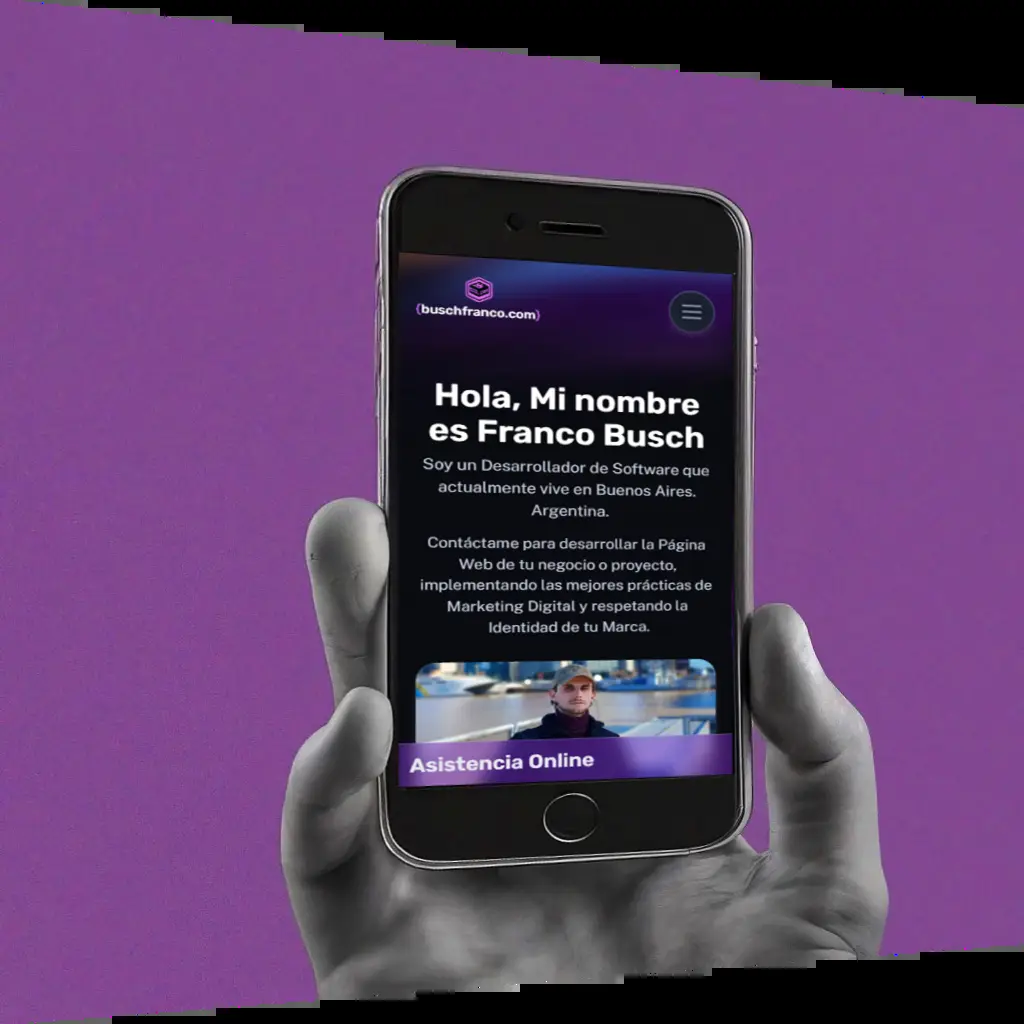 {buschfranco.com}
Hola, Mi nombre
es Franco Busch
Soy un Desarrollador de Software que
actualmente vive en Buenos Aires.
Argentina.
Contáctame para desarrollar la Página
Web de tu negocio o proyecto,
implementando las mejores prácticas de
Marketing Digital y respetando la
Identidad de tu Marca.
Asistencia Online